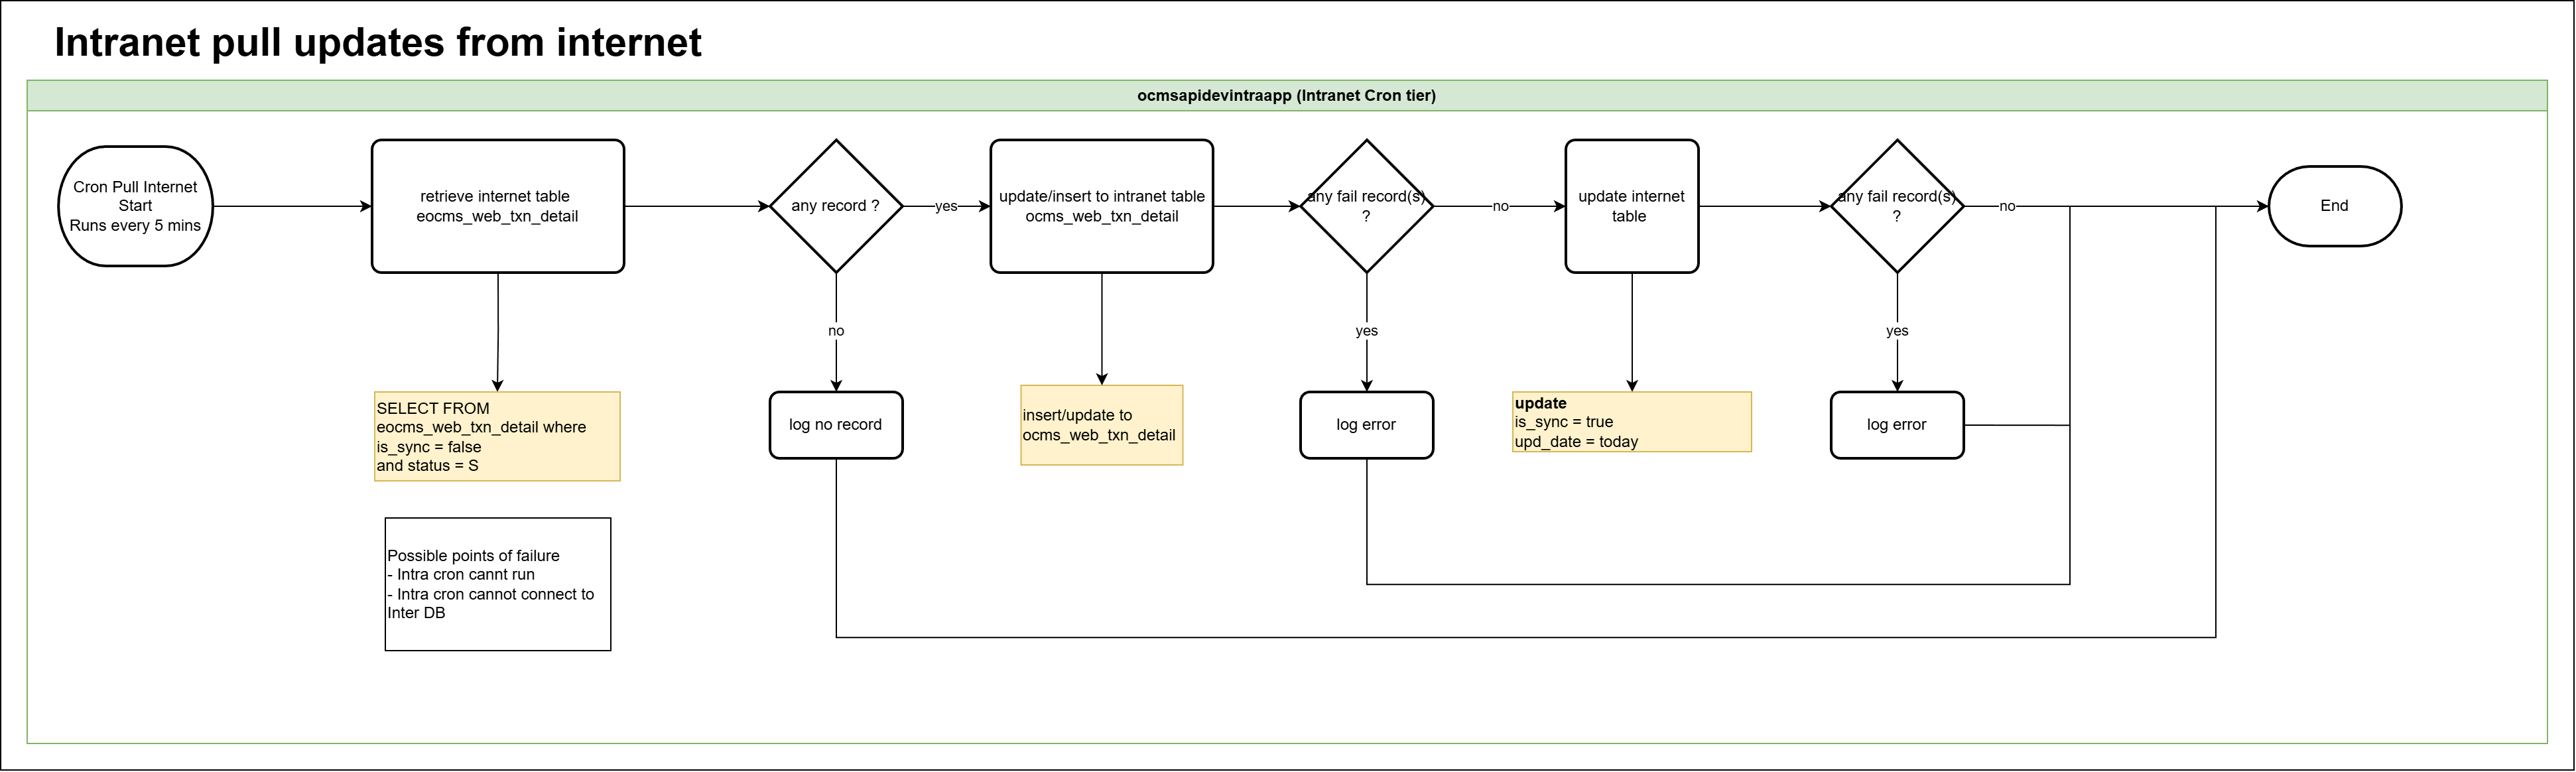 Intranet pull updates from internet
ocmsapidevintraapp (Intranet Cron tier)
Cron Pull Internet
Start
Runs every 5 mins
retrieve internet table
eocms_web_txn_detail
any record ?
yes
update/insert to intranet table
ocms_web_txn_detail
any fail record(s)
?
no
update internet
table
any fail record(s)
?
no
End
no
yes
yes
SELECT FROM
eocms_web_txn_detail where
is_sync = false
and status = S
log no record
insert/update to
ocms_web_txn_detail
log error
update
is_sync = true
upd_date = today
log error
Possible points of failure
- Intra cron cannt run
- Intra cron cannot connect to
Inter DB